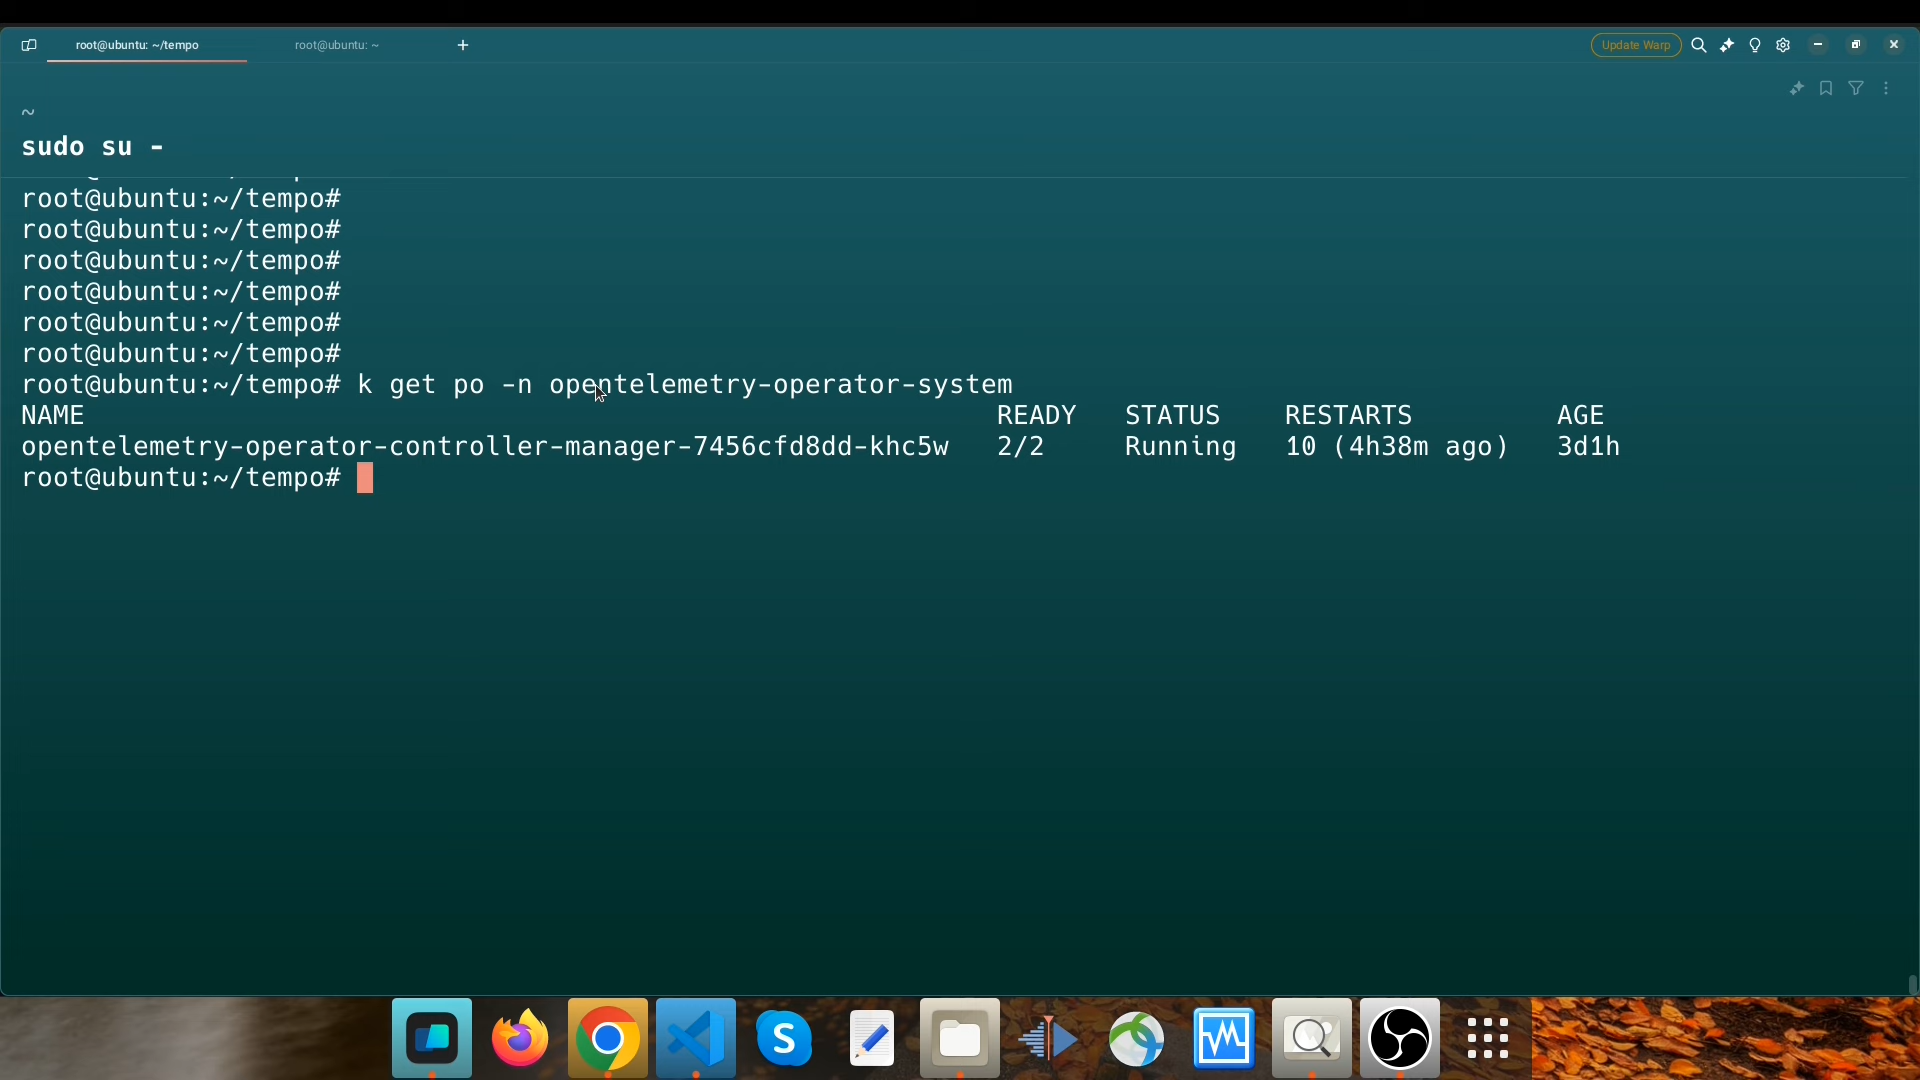 root@ubuntu: ~/tempo
root@ubuntu: ~
Update Warp
~
sudo su -
root@ubuntu:~/tempo#
root@ubuntu:~/tempo#
root@ubuntu:~/tempo#
root@ubuntu:~/tempo#
root@ubuntu:~/tempo#
root@ubuntu:~/tempo#
root@ubuntu:~/tempo# k get po -n opentelemetry-operator-system
NAME READY STATUS RESTARTS AGE
opentelemetry-operator-controller-manager-7456cfd8dd-khc5w 2/2 Running 10 (4h38m ago) 3d1h
root@ubuntu:~/tempo#